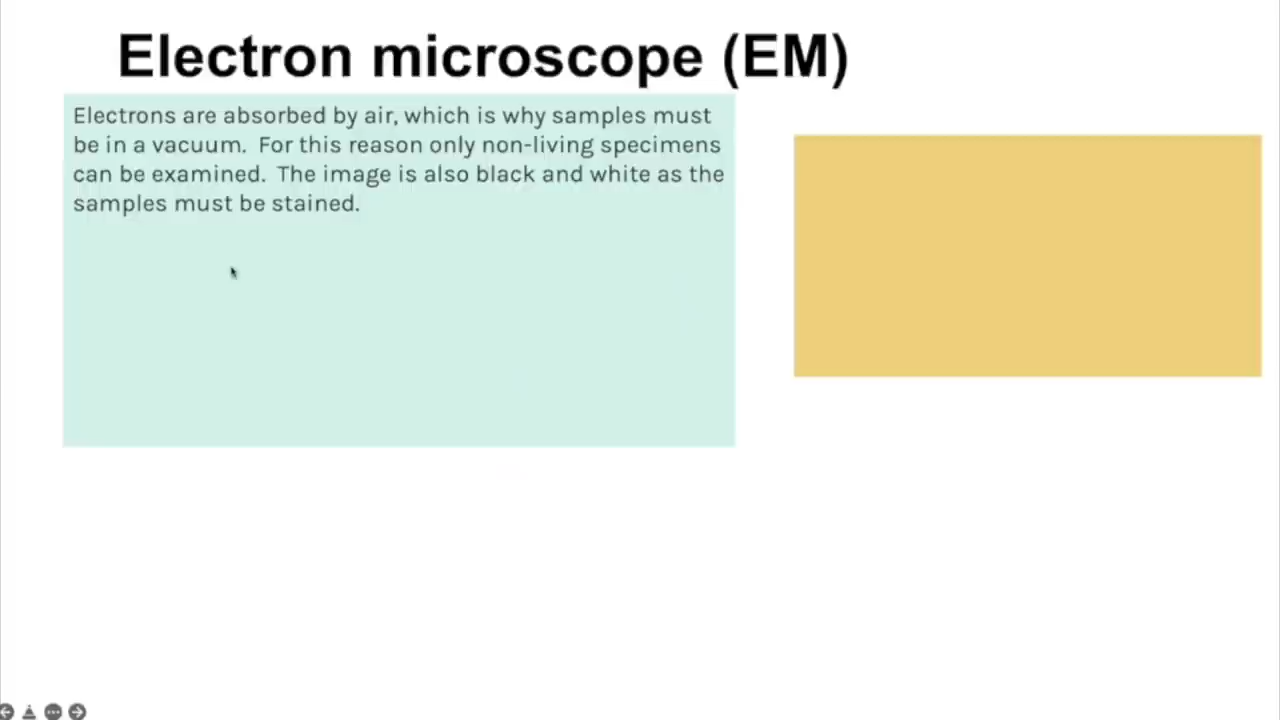 Electron microscope (EM)
Electrons are absorbed by air, which is why samples must
be in a vacuum.  For this reason only non-living specimens
can be examined.  The image is also black and white as the
samples must be stained.